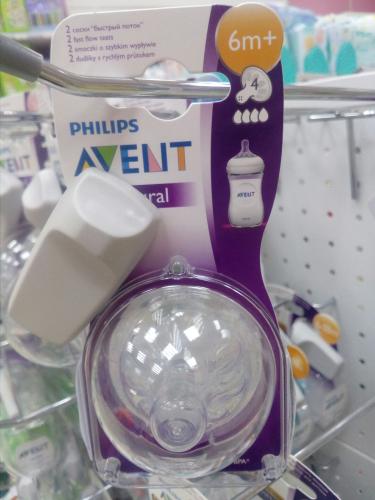 2 соски "быстрый поток"
2 fast flow teats
2 smoczki o szybkim wypływie
2 dudlíky s rychlým průtokem
6m+
4
PHILIPS
AVENT
AVENT
BPA*